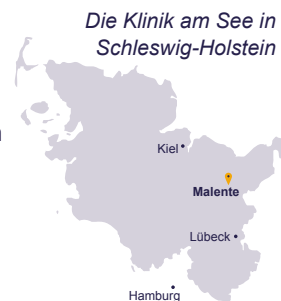 Die Klinik am See in
Schleswig-Holstein
Kiel
Malente
Lübeck
Hamburg